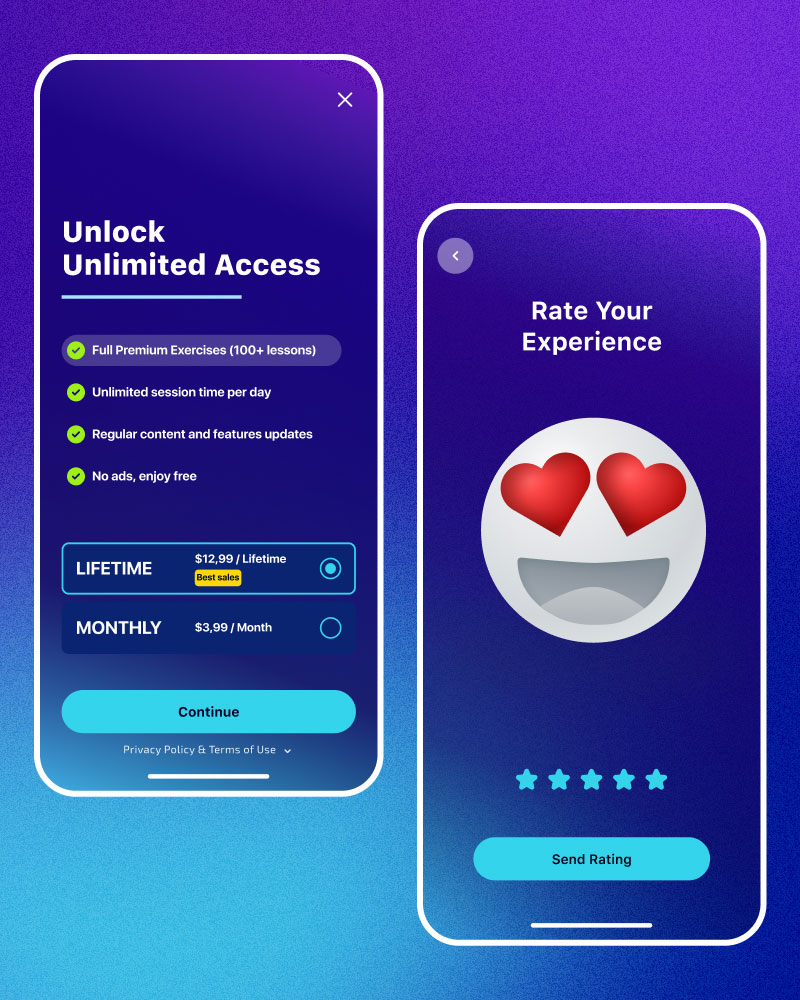 Unlock
Unlimited Access
Full Premium Exercises (100+ lessons)
Unlimited session time per day
Regular content and features updates
No ads, enjoy free
LIFETIME
$12,99 / Lifetime
Best sales
MONTHLY
$3,99 / Month
Continue
Privacy Policy & Terms of Use
Rate Your
Experience
Send Rating